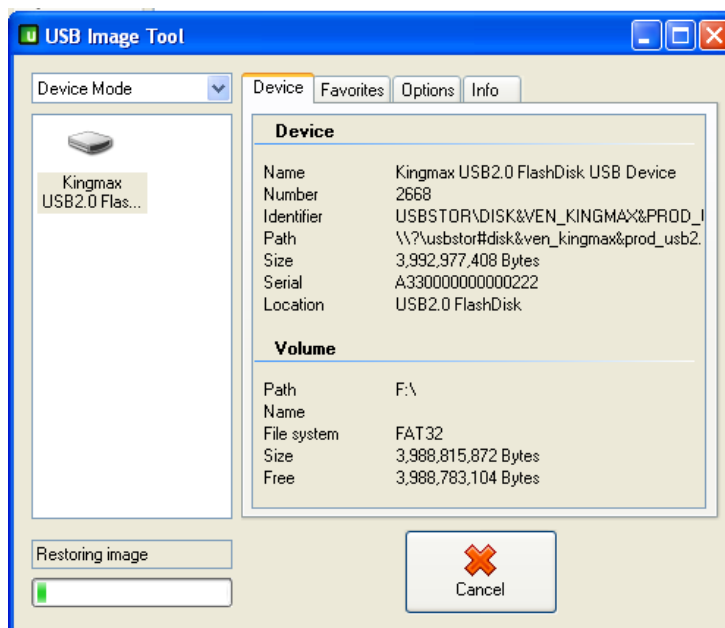 USB Image Tool
Device Mode
Kingmax
USB2.0 Flas...
Device Favorites Options Info
Device
Name Kingmax USB2.0 FlashDisk USB Device
Number 2668
Identifier USBSTOR\DISK&VEN_KINGMAX&PROD_
Path \\?\usbstor#disk&ven_kingmax&prod_usb2.
Size 3,992,977,408 Bytes
Serial A330000000000222
Location USB2.0 FlashDisk
Volume
Path F:\
Name
File system FAT32
Size 3,988,815,872 Bytes
Free 3,988,783,104 Bytes
Restoring image
Cancel